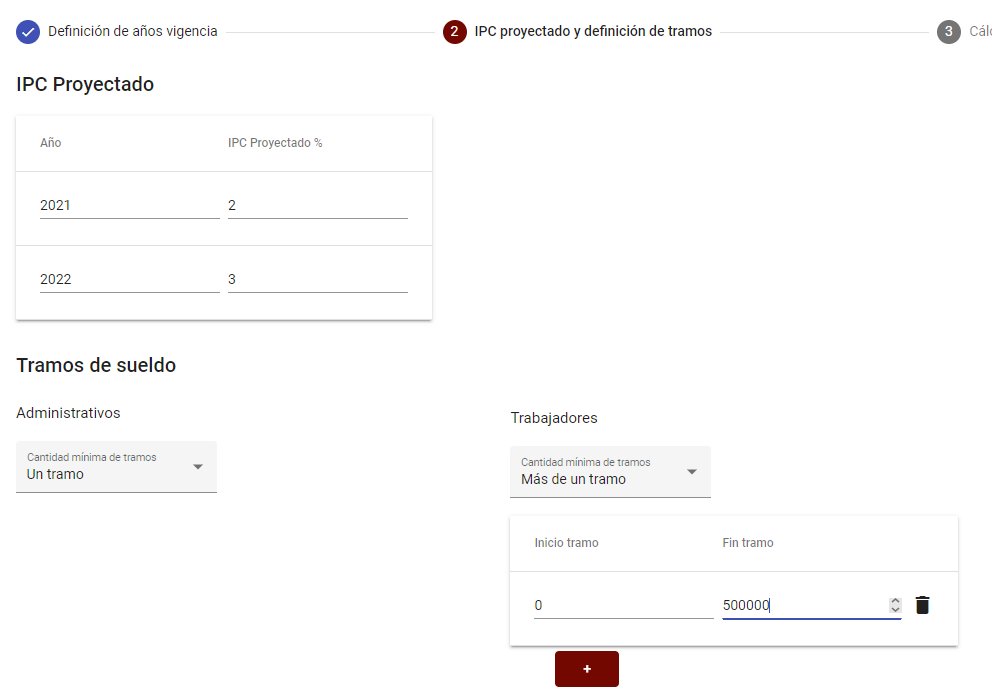 Definición de años vigencia
2 IPC proyectado y definición de tramos
3
IPC Proyectado
Año IPC Proyectado %
2021 2
2022 3
Tramos de sueldo
Administrativos
Trabajadores
Cantidad mínima de tramos
Un tramo
Cantidad mínima de tramos
Más de un tramo
Inicio tramo Fin tramo
0 500000
+